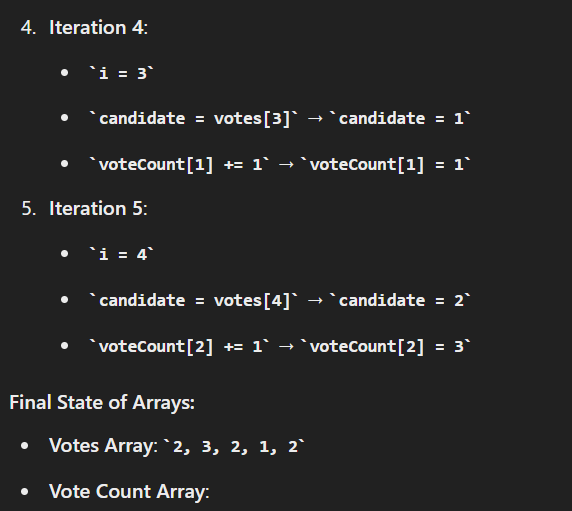 4. Iteration 4:
• `i = 3`
• `candidate = votes[3]` → `candidate = 1`
• `voteCount[1] += 1` → `voteCount[1] = 1`
5. Iteration 5:
• `i = 4`
• `candidate = votes[4]` → `candidate = 2`
• `voteCount[2] += 1` → `voteCount[2] = 3`
Final State of Arrays:
• Votes Array: `2, 3, 2, 1, 2`
• Vote Count Array: